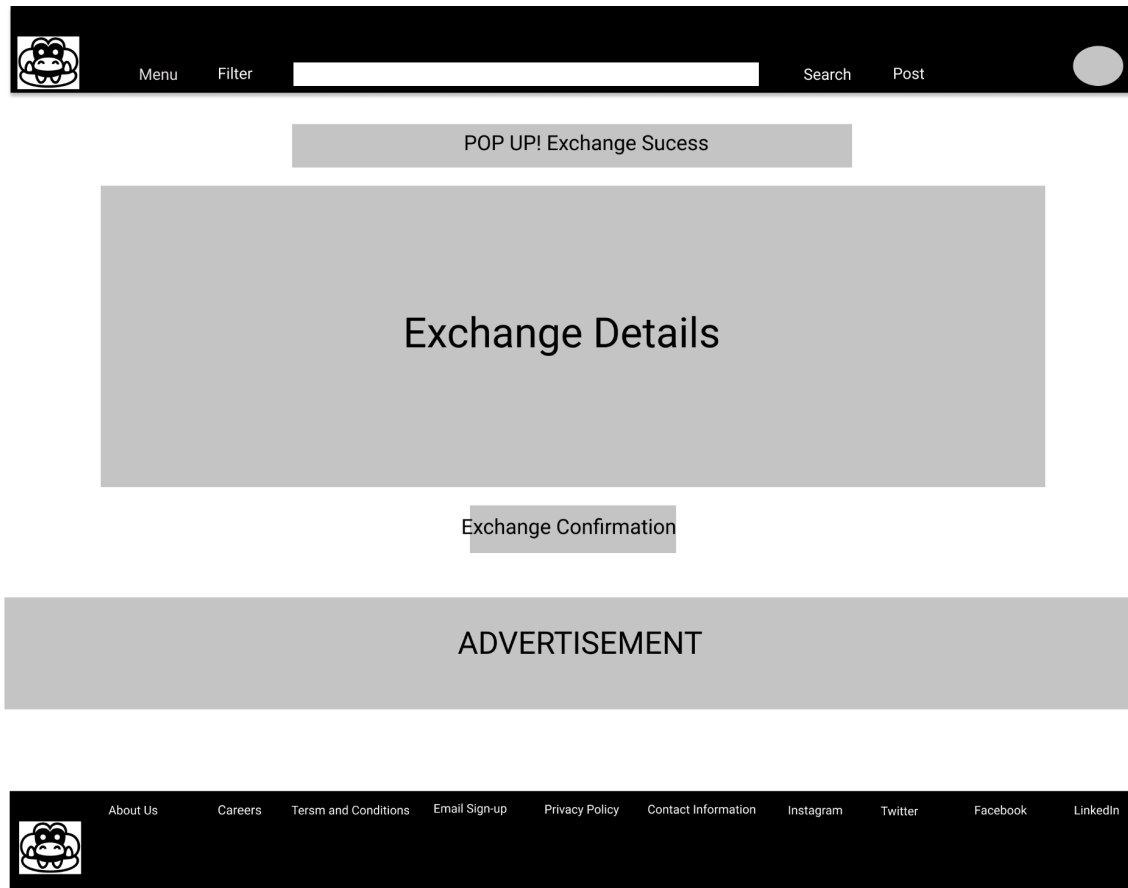 Menu
Filter
Search
Post
POP UP! Exchange Sucess
Exchange Details
Exchange Confirmation
ADVERTISEMENT
About Us
Careers
Tersm and Conditions
Email Sign-up
Privacy Policy
Contact Information
Instagram
Twitter
Facebook
LinkedIn